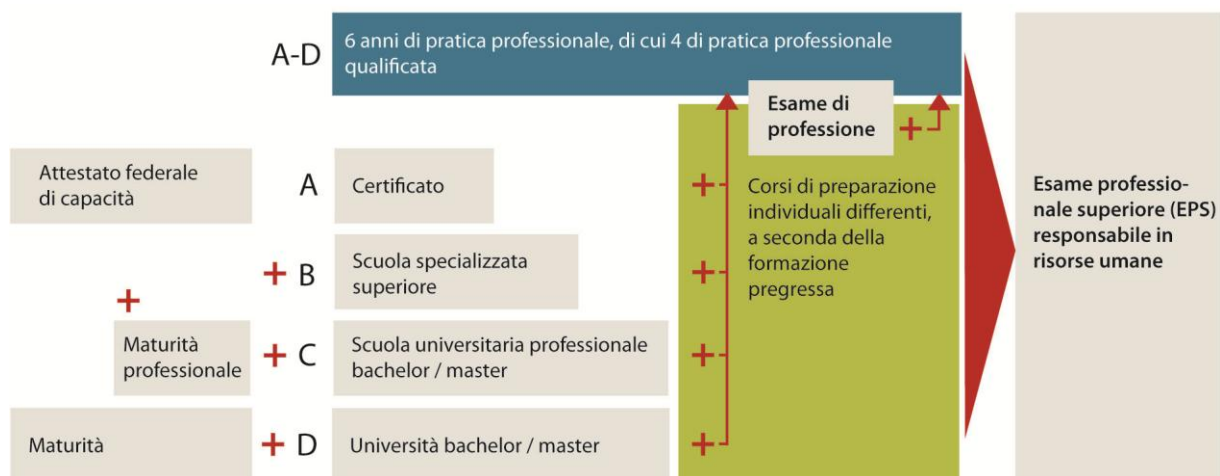 A-D
6 anni di pratica professionale, di cui 4 di pratica professionale
qualificata
Esame di
professione
+
Attestato federale
di capacità
A
Certificato
+
Corsi di preparazione
individuali differenti,
a seconda della
formazione
pregressa
Esame professio-
nale superiore (EPS)
responsabile in
risorse umane
+
B
Scuola specializzata
superiore
+
+
Maturità
professionale
+
C
Scuola universitaria professionale
bachelor / master
+
Maturità
+
D
Università bachelor / master
+